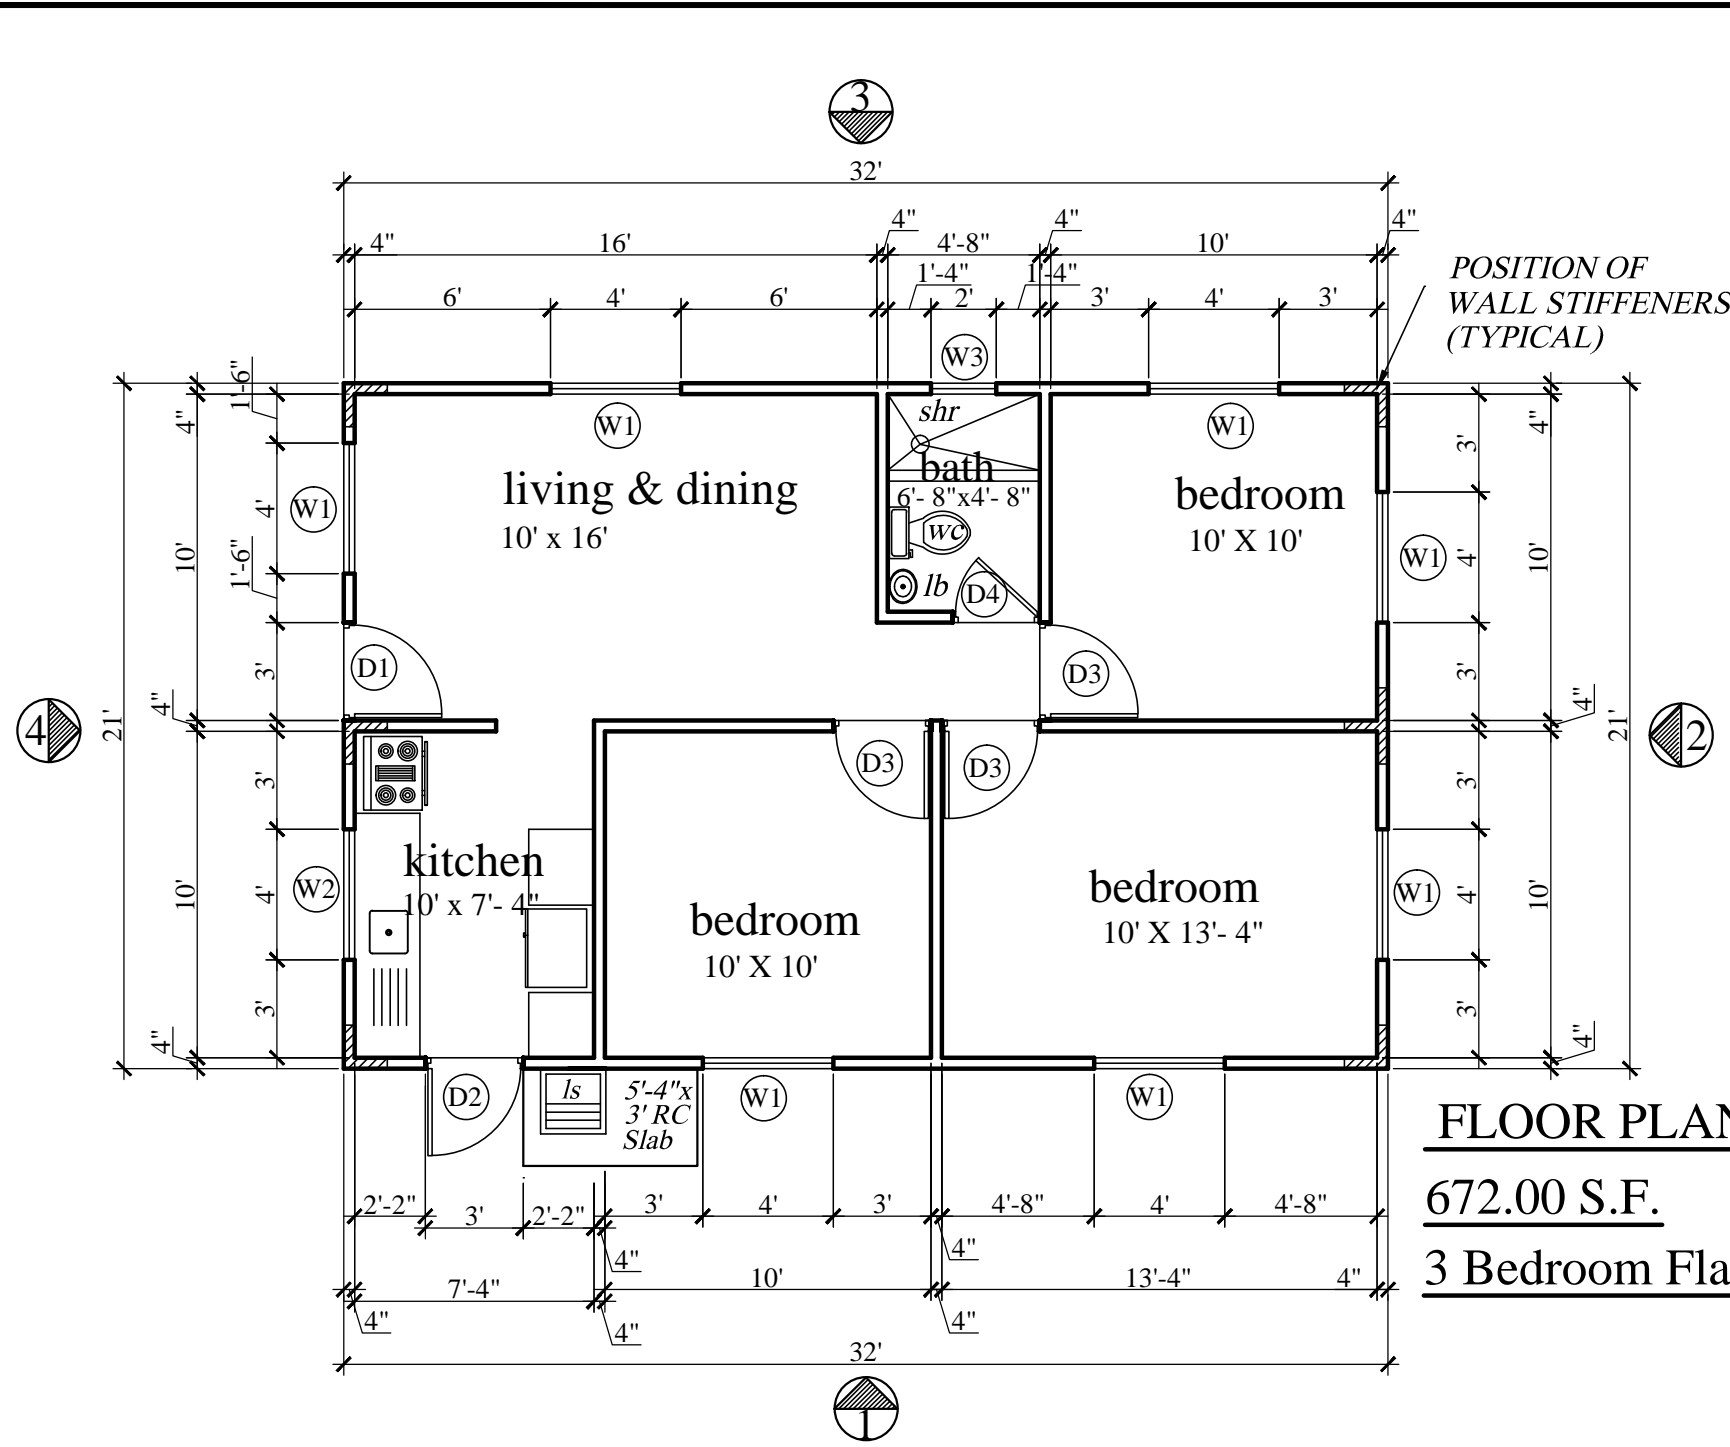 3
32'
4"
4"
4"
4"
16'
4'-8"
10'
1'-4"
1'-4"
6'
4'
6'
2'
3'
4'
3'
POSITION OF
WALL STIFFENERS
(TYPICAL)
W3
1'-6"
4"
shr
W1
W1
4"
3'
living & dining
10' x 16'
bath
6'- 8"x4'- 8"
bedroom
10' X 10'
W1
4'
wc
W1
4'
10'
10'
1'-6"
lb
D4
D1
D3
3'
3'
4"
4"
4
21'
21'
2
D3
D3
3'
3'
kitchen
10' x 7'- 4"
W2
4'
10'
bedroom
10' X 10'
bedroom
10' X 13'- 4"
W1
4'
10'
3'
3'
4"
4"
D2
ls
5'-4"x
3' RC
Slab
W1
W1
FLOOR PLAN
672.00 S.F.
3 Bedroom Fla
2'-2"
3'
2'-2"
3'
4'
3'
4'-8"
4'
4'-8"
4"
4"
7'-4"
10'
13'-4"
4"
4"
4"
4"
32'
1